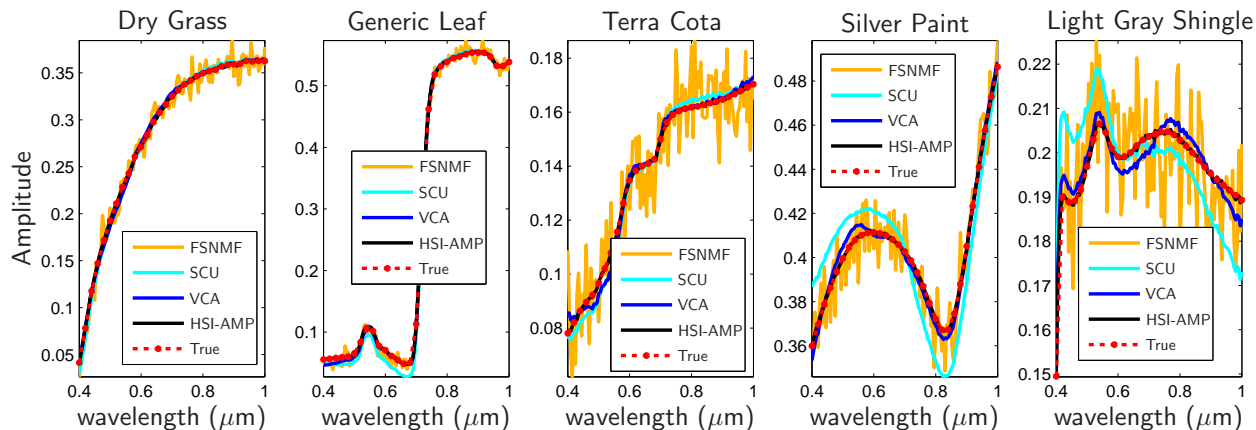 Dry Grass
Generic Leaf
Terra Cota
Silver Paint
Light Gray Shingle
Amplitude
0.35
0.3
0.25
0.2
0.15
0.1
0.05
FSNMF
SCU
VCA
HSI-AMP
True
0.4 0.6 0.8 1
wavelength (μm)
0.5
0.4
0.3
0.2
0.1
FSNMF
SCU
VCA
HSI-AMP
True
0.4 0.6 0.8 1
wavelength (μm)
0.18
0.16
0.14
0.12
0.1
0.08
FSNMF
SCU
VCA
HSI-AMP
True
0.4 0.6 0.8 1
wavelength (μm)
0.48
0.46
0.44
0.42
0.4
0.38
0.36
FSNMF
SCU
VCA
HSI-AMP
True
0.4 0.6 0.8 1
wavelength (μm)
0.22
0.21
0.2
0.19
0.18
0.17
0.16
0.15
FSNMF
SCU
VCA
HSI-AMP
True
0.4 0.6 0.8 1
wavelength (μm)